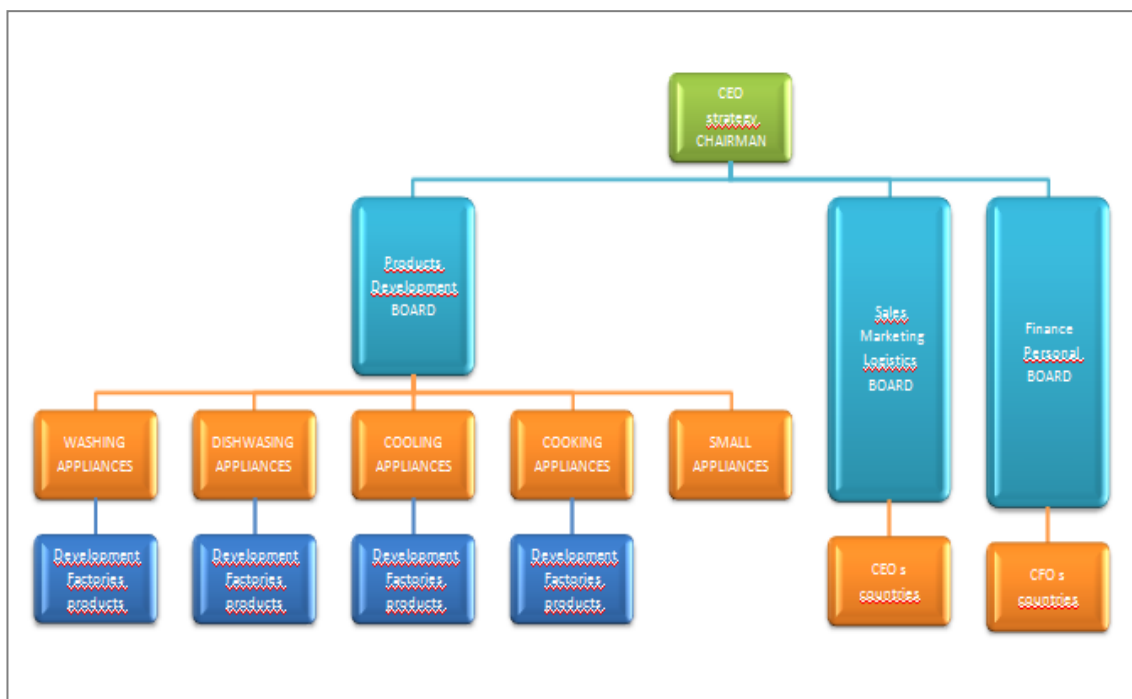 CEO
strategy
CHAIRMAN
Products
Development
BOARD
Sales
Marketing
Logistics
BOARD
Finance
Personal
BOARD
WASHING
APPLIANCES
DISHWASING
APPLIANCES
COOLING
APPLIANCES
COOKING
APPLIANCES
SMALL
APPLIANCES
Development
Factories
products
Development
Factories
products
Development
Factories
products
Development
Factories
products
CEO s
countries
CFO s
countries